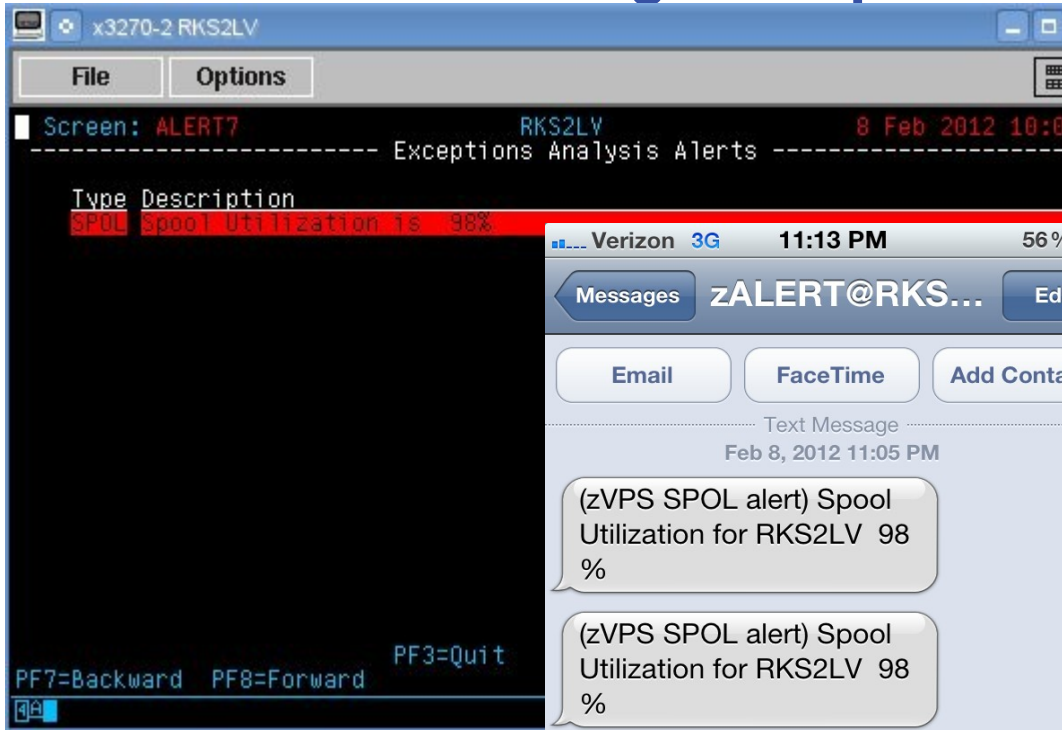 x3270-2 RKS2LV
File Options
Screen: ALERT7 RKS2LV 8 Feb 2012 10:0
-------------------------- Exceptions Analysis Alerts --------------------
Type Description
SPOL Spool Utilization is 98%
Verizon 3G 11:13 PM 56%
Messages zALERT@RKS... Ed
Email FaceTime Add Conta
Text Message
Feb 8, 2012 11:05 PM
(zVPS SPOL alert) Spool
Utilization for RKS2LV 98
%
(zVPS SPOL alert) Spool
Utilization for RKS2LV 98
%
PF3=Quit
PF7=Backward PF8=Forward
4A